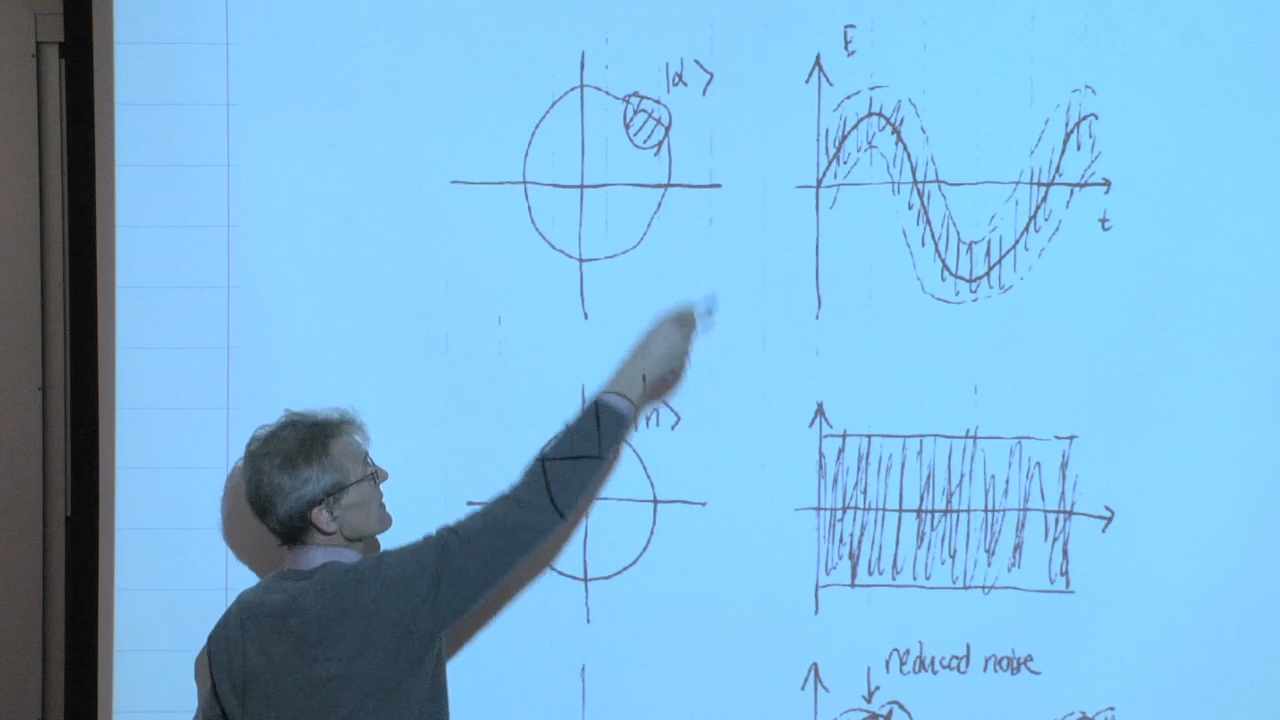 |α⟩
E
t
|n⟩
reduced noise